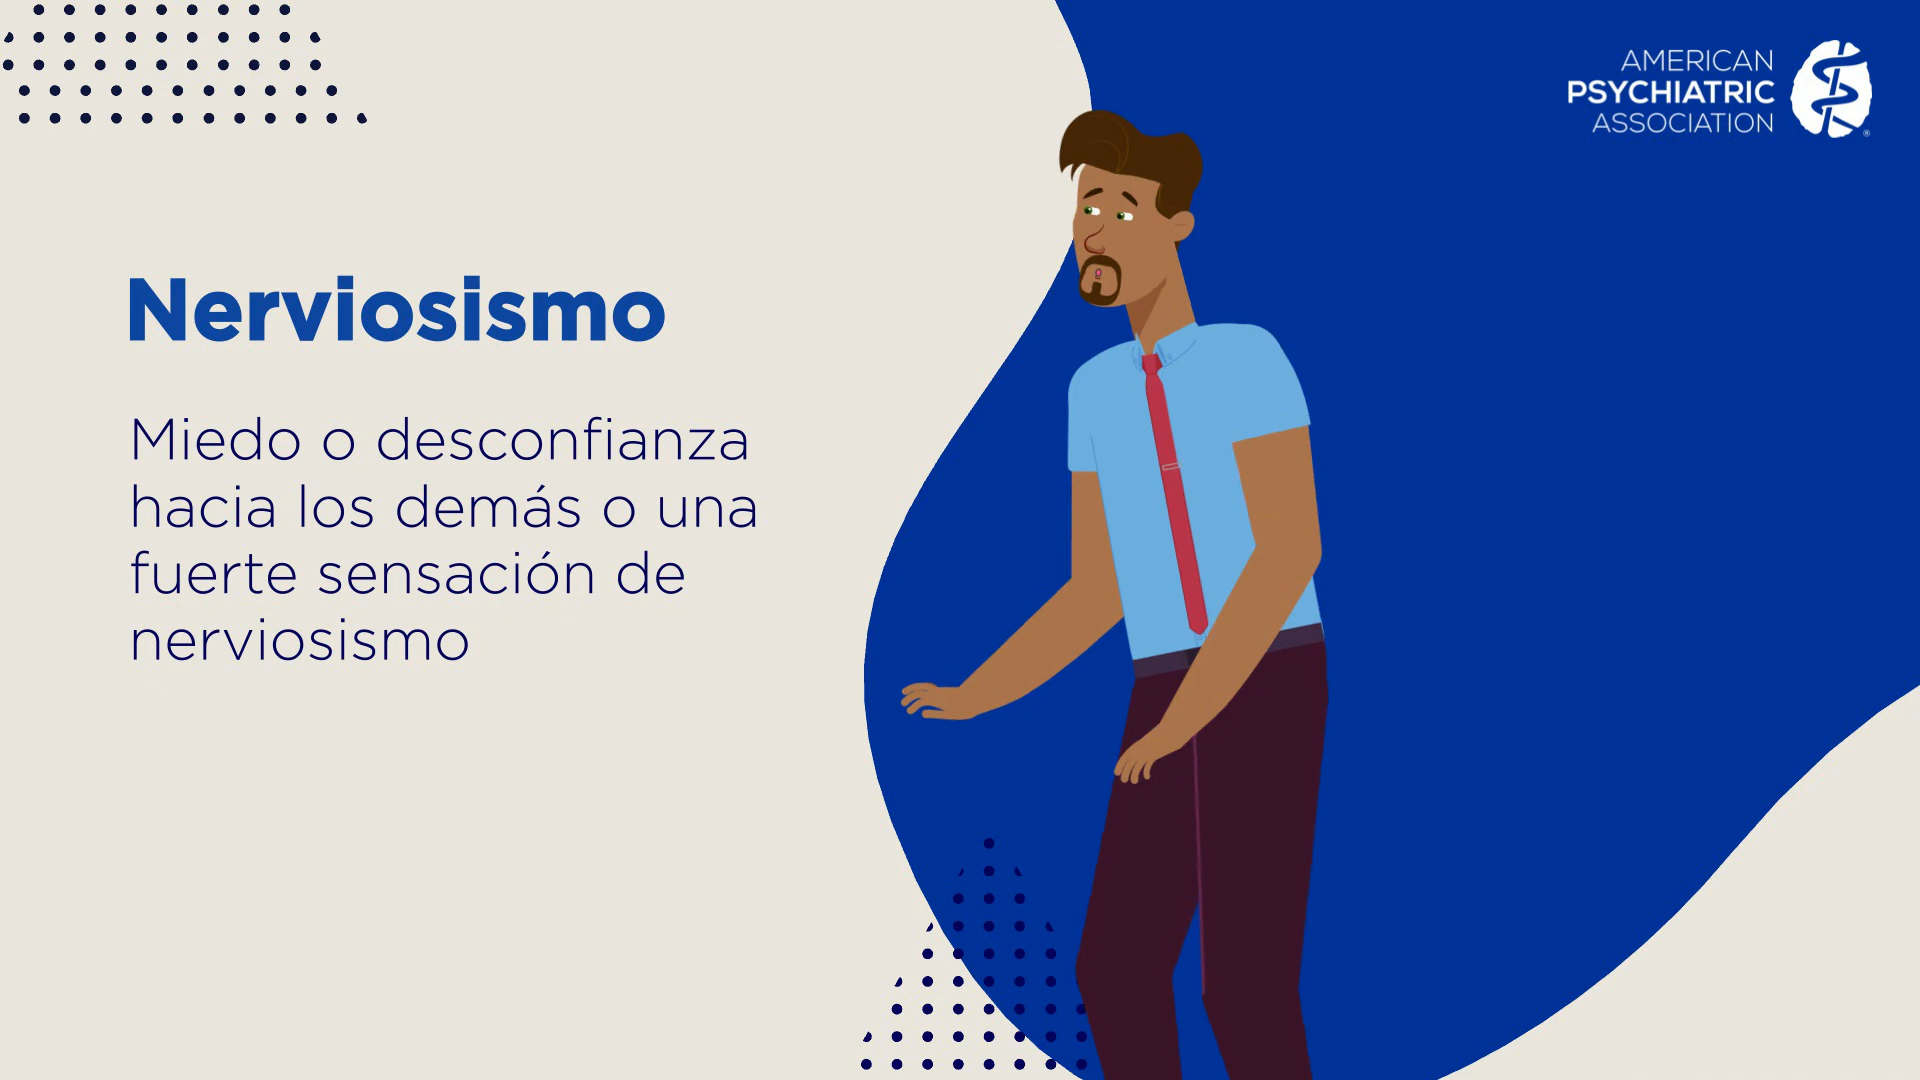 AMERICAN
PSYCHIATRIC
ASSOCIATION
Nerviosismo
Miedo o desconfianza
hacia los demás o una
fuerte sensación de
nerviosismo